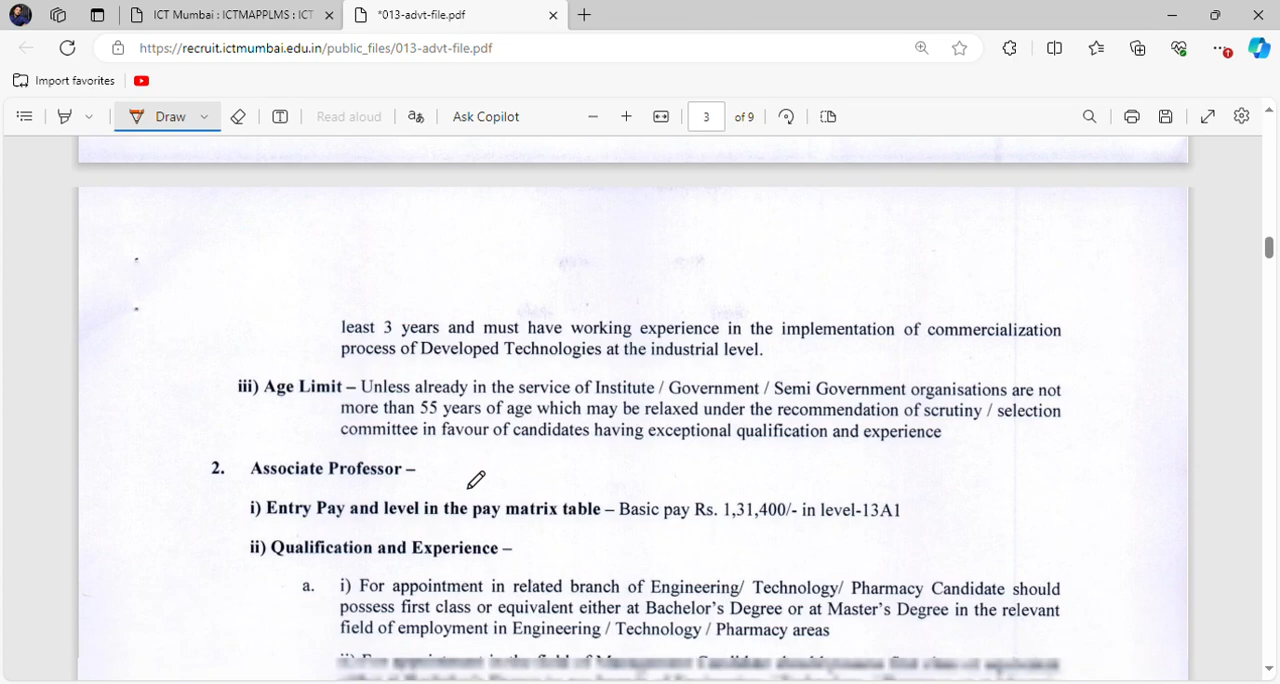 ICT Mumbai : ICTMAPPLMS : ICT
*013-advt-file.pdf
https://recruit.ictmumbai.edu.in/public_files/013-advt-file.pdf
Import favorites
Draw
Read aloud
Ask Copilot
3
of 9
least 3 years and must have working experience in the implementation of commercialization
process of Developed Technologies at the industrial level.
iii) Age Limit – Unless already in the service of Institute / Government / Semi Government organisations are not
more than 55 years of age which may be relaxed under the recommendation of scrutiny / selection
committee in favour of candidates having exceptional qualification and experience
2. Associate Professor –
i) Entry Pay and level in the pay matrix table – Basic pay Rs. 1,31,400/- in level-13A1
ii) Qualification and Experience –
a. i) For appointment in related branch of Engineering/ Technology/ Pharmacy Candidate should
possess first class or equivalent either at Bachelor's Degree or at Master's Degree in the relevant
field of employment in Engineering / Technology / Pharmacy areas